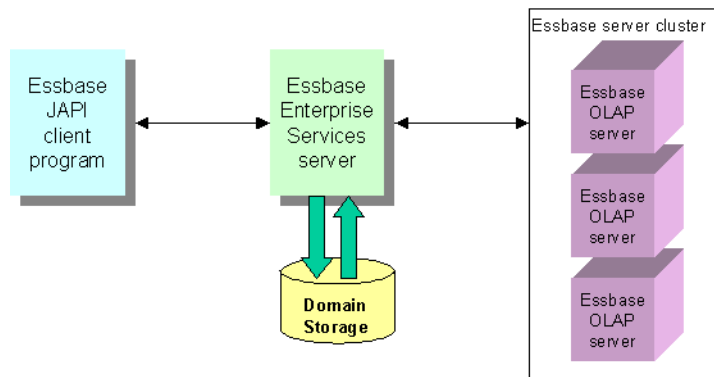 Essbase server cluster
Essbase
JAPI
client
program
Essbase
Enterprise
Services
server
Essbase
OLAP
server
Essbase
OLAP
server
Essbase
OLAP
server
Domain
Storage